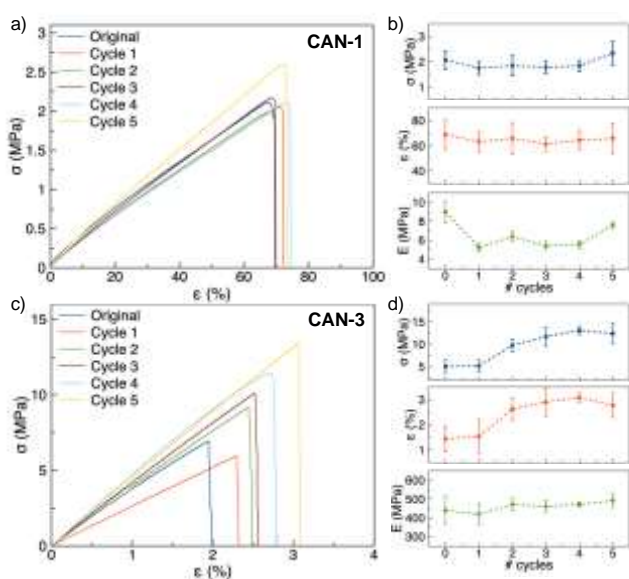 a)
CAN-1
Original
Cycle 1
Cycle 2
Cycle 3
Cycle 4
Cycle 5
σ (MPa)
3
2.5
2
1.5
1
0.5
0
0 20 40 60 80 100
ε (%)
b)
σ (MPa)
3
2
1
ε (%)
80
60
40
E (MPa)
10
8
6
4
0 1 2 3 4 5
# cycles
c)
CAN-3
Original
Cycle 1
Cycle 2
Cycle 3
Cycle 4
Cycle 5
σ (MPa)
15
10
5
0
0 1 2 3 4
ε (%)
d)
σ (MPa)
15
10
5
ε (%)
3
2
1
E (MPa)
600
500
400
300
0 1 2 3 4 5
# cycles